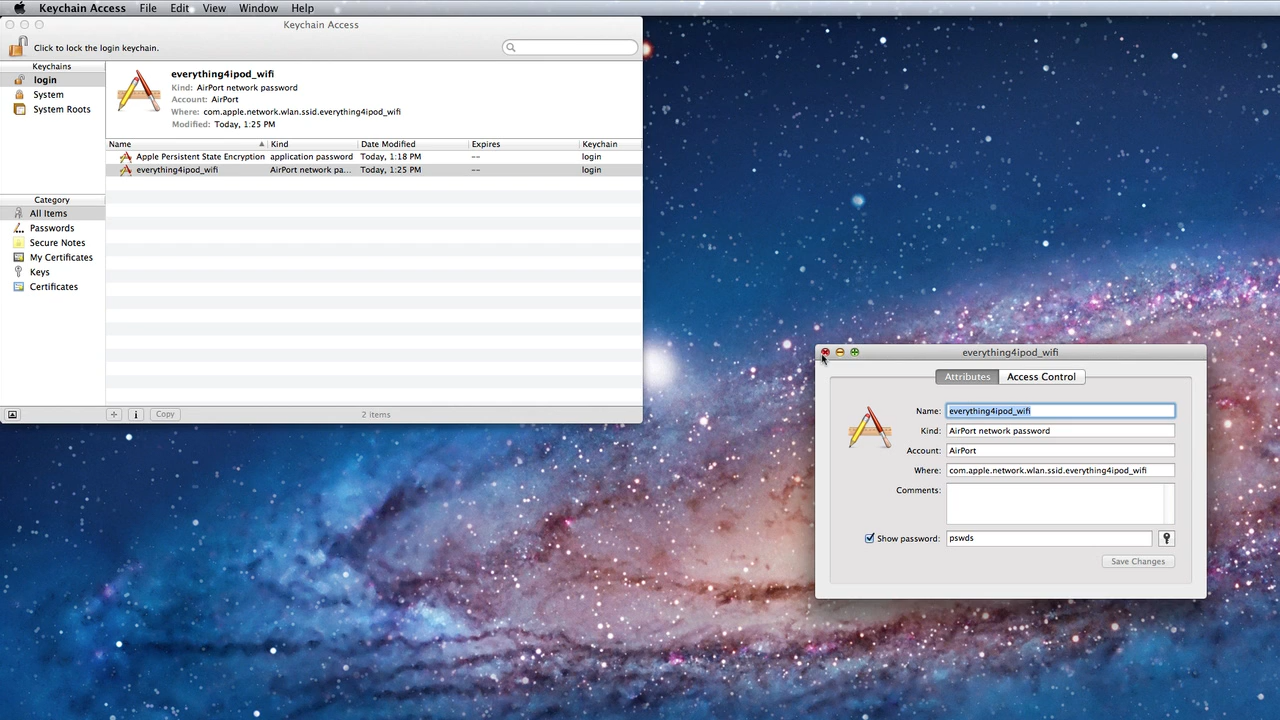 Keychain Access File Edit View Window Help
Keychain Access
Click to lock the login keychain.
Keychains
login
System
System Roots
everything4ipod_wifi
Kind: AirPort network password
Account: AirPort
Where: com.apple.network.wlan.ssid.everything4ipod_wifi
Modified: Today, 1:25 PM
Name Kind Date Modified Expires Keychain
Apple Persistent State Encryption application password Today, 1:18 PM -- login
everything4ipod_wifi AirPort network pa... Today, 1:25 PM -- login
Category
All Items
Passwords
Secure Notes
My Certificates
Keys
Certificates
Copy
2 items
everything4ipod_wifi
Attributes Access Control
Name: everything4ipod_wifi
Kind: AirPort network password
Account: AirPort
Where: com.apple.network.wlan.ssid.everything4ipod_wifi
Comments:
Show password: pswds
Save Changes